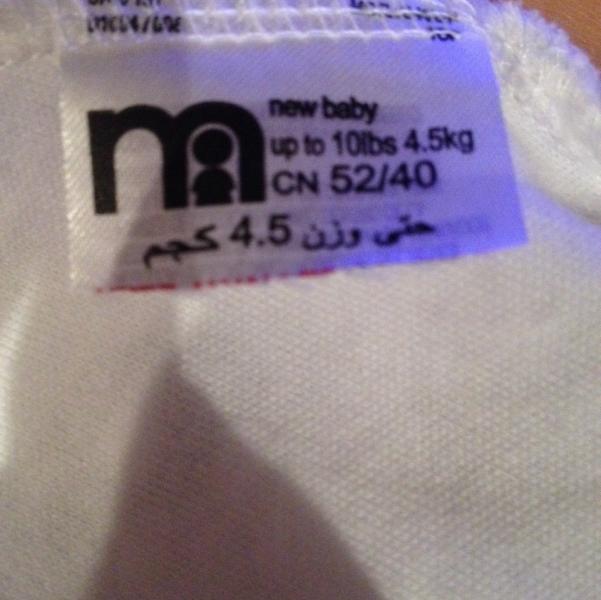 new baby
up to 10lbs 4.5kg
CN 52/40
حتى وزن 4.5 كجم